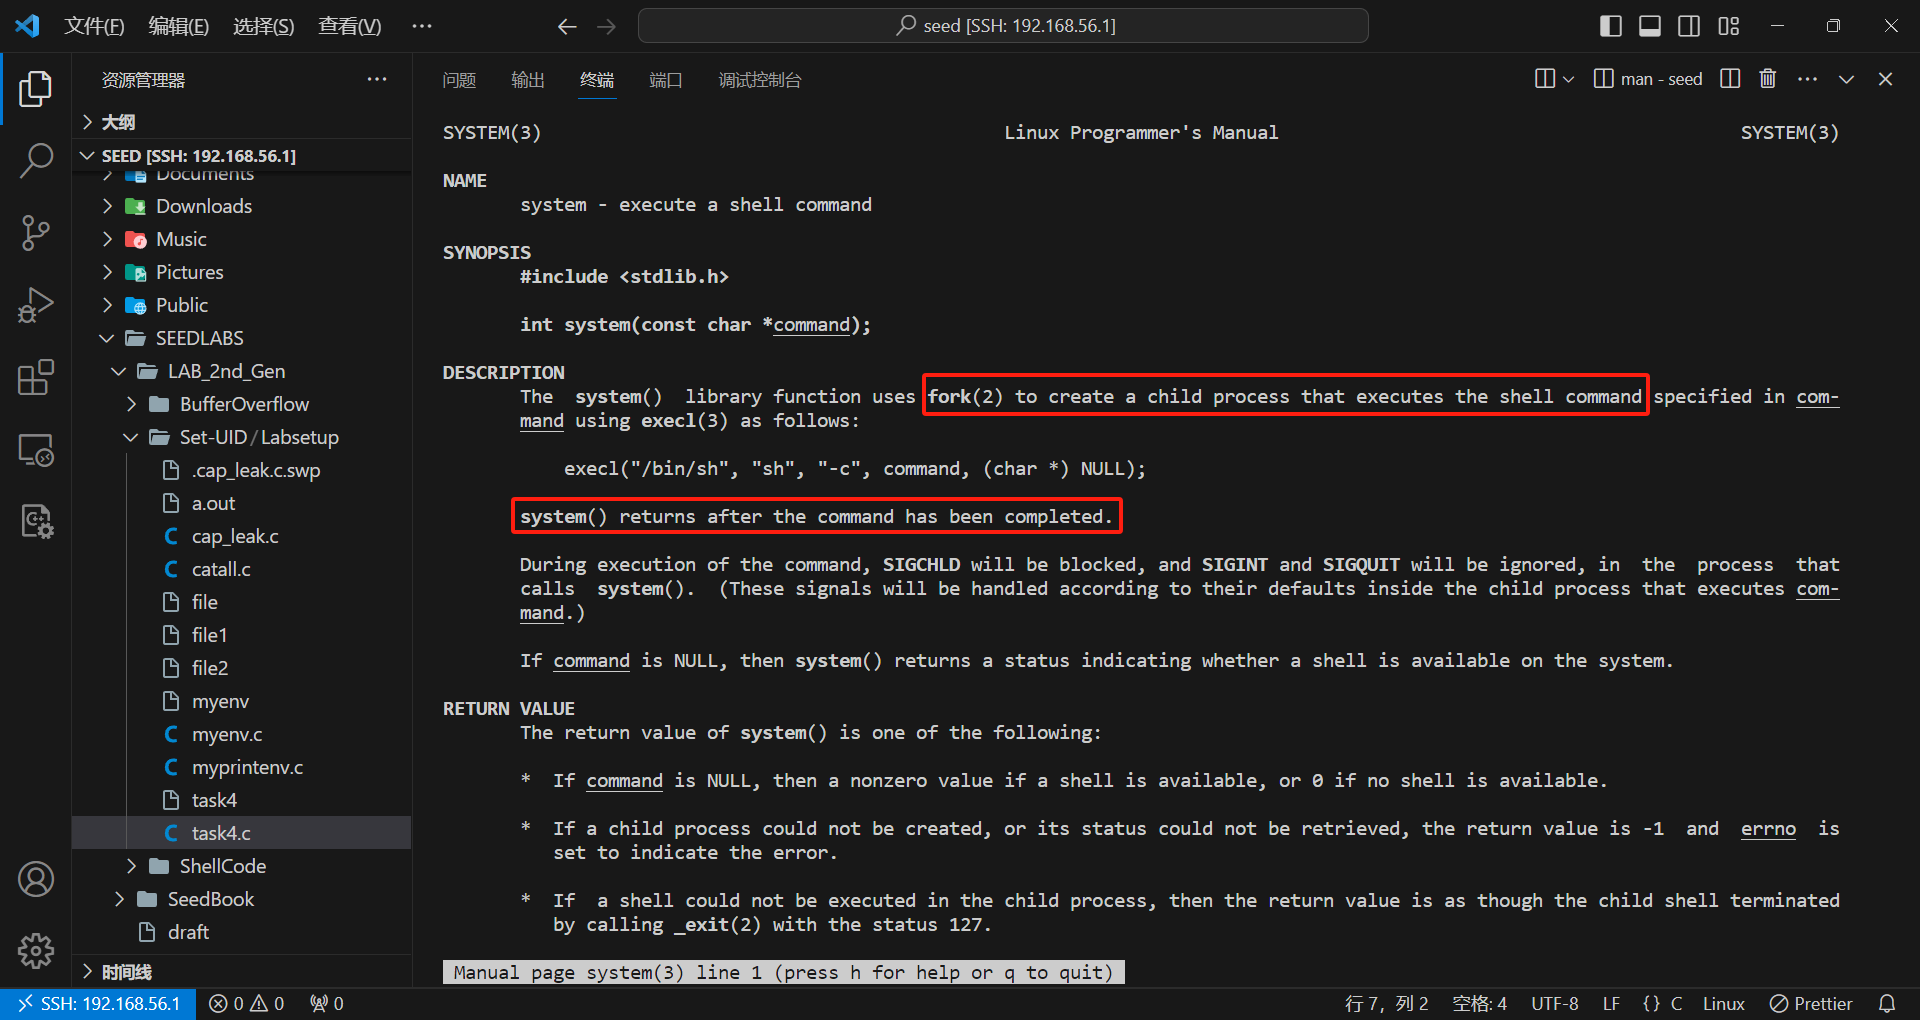 文件(F) 编辑(E) 选择(S) 查看(V) ··· seed [SSH: 192.168.56.1]
资源管理器 ···
大纲
SEED [SSH: 192.168.56.1]
Documents
Downloads
Music
Pictures
Public
SEEDLABS
LAB_2nd_Gen
BufferOverflow
Set-UID/Labsetup
.cap_leak.c.swp
a.out
C cap_leak.c
C catall.c
file
file1
file2
myenv
C myenv.c
C myprintenv.c
task4
C task4.c
ShellCode
SeedBook
draft
时间线
问题 输出 终端 端口 调试控制台 man - seed ···
SYSTEM(3) Linux Programmer's Manual SYSTEM(3)
NAME
system - execute a shell command
SYNOPSIS
#include <stdlib.h>
int system(const char *command);
DESCRIPTION
The system() library function uses fork(2) to create a child process that executes the shell command specified in com-
mand using execl(3) as follows:
execl("/bin/sh", "sh", "-c", command, (char *) NULL);
system() returns after the command has been completed.
During execution of the command, SIGCHLD will be blocked, and SIGINT and SIGQUIT will be ignored, in the process that
calls system(). (These signals will be handled according to their defaults inside the child process that executes com-
mand.)
If command is NULL, then system() returns a status indicating whether a shell is available on the system.
RETURN VALUE
The return value of system() is one of the following:
* If command is NULL, then a nonzero value if a shell is available, or 0 if no shell is available.
* If a child process could not be created, or its status could not be retrieved, the return value is -1 and errno is
set to indicate the error.
* If a shell could not be executed in the child process, then the return value is as though the child shell terminated
by calling _exit(2) with the status 127.
Manual page system(3) line 1 (press h for help or q to quit)
SSH: 192.168.56.1 0 0 0 行 7, 列 2 空格: 4 UTF-8 LF {} C Linux Prettier